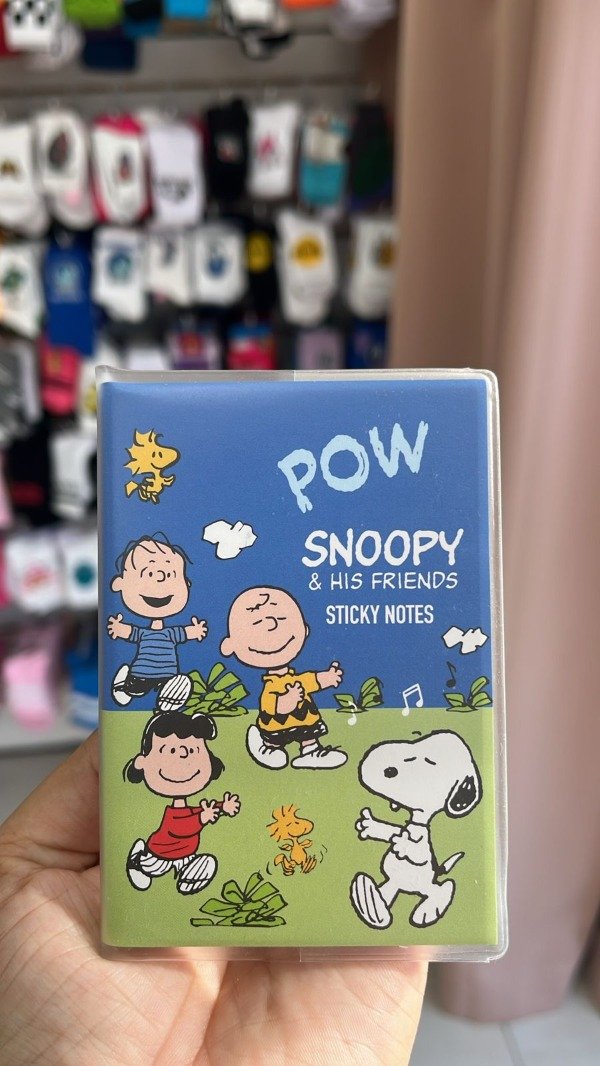 POW
SNOOPY
& HIS FRIENDS
STICKY NOTES